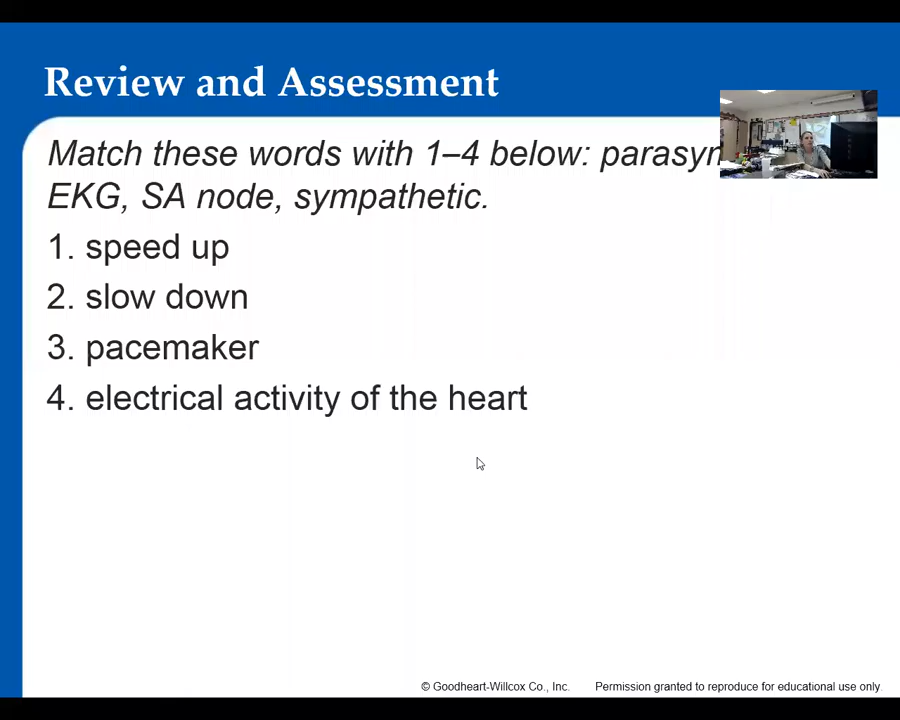 Review and Assessment
Match these words with 1–4 below:
EKG, SA node, sympathetic.
1. speed up
2. slow down
3. pacemaker
4. electrical activity of the heart
© Goodheart-Willcox Co., Inc. Permission granted to reproduce for educational use only.